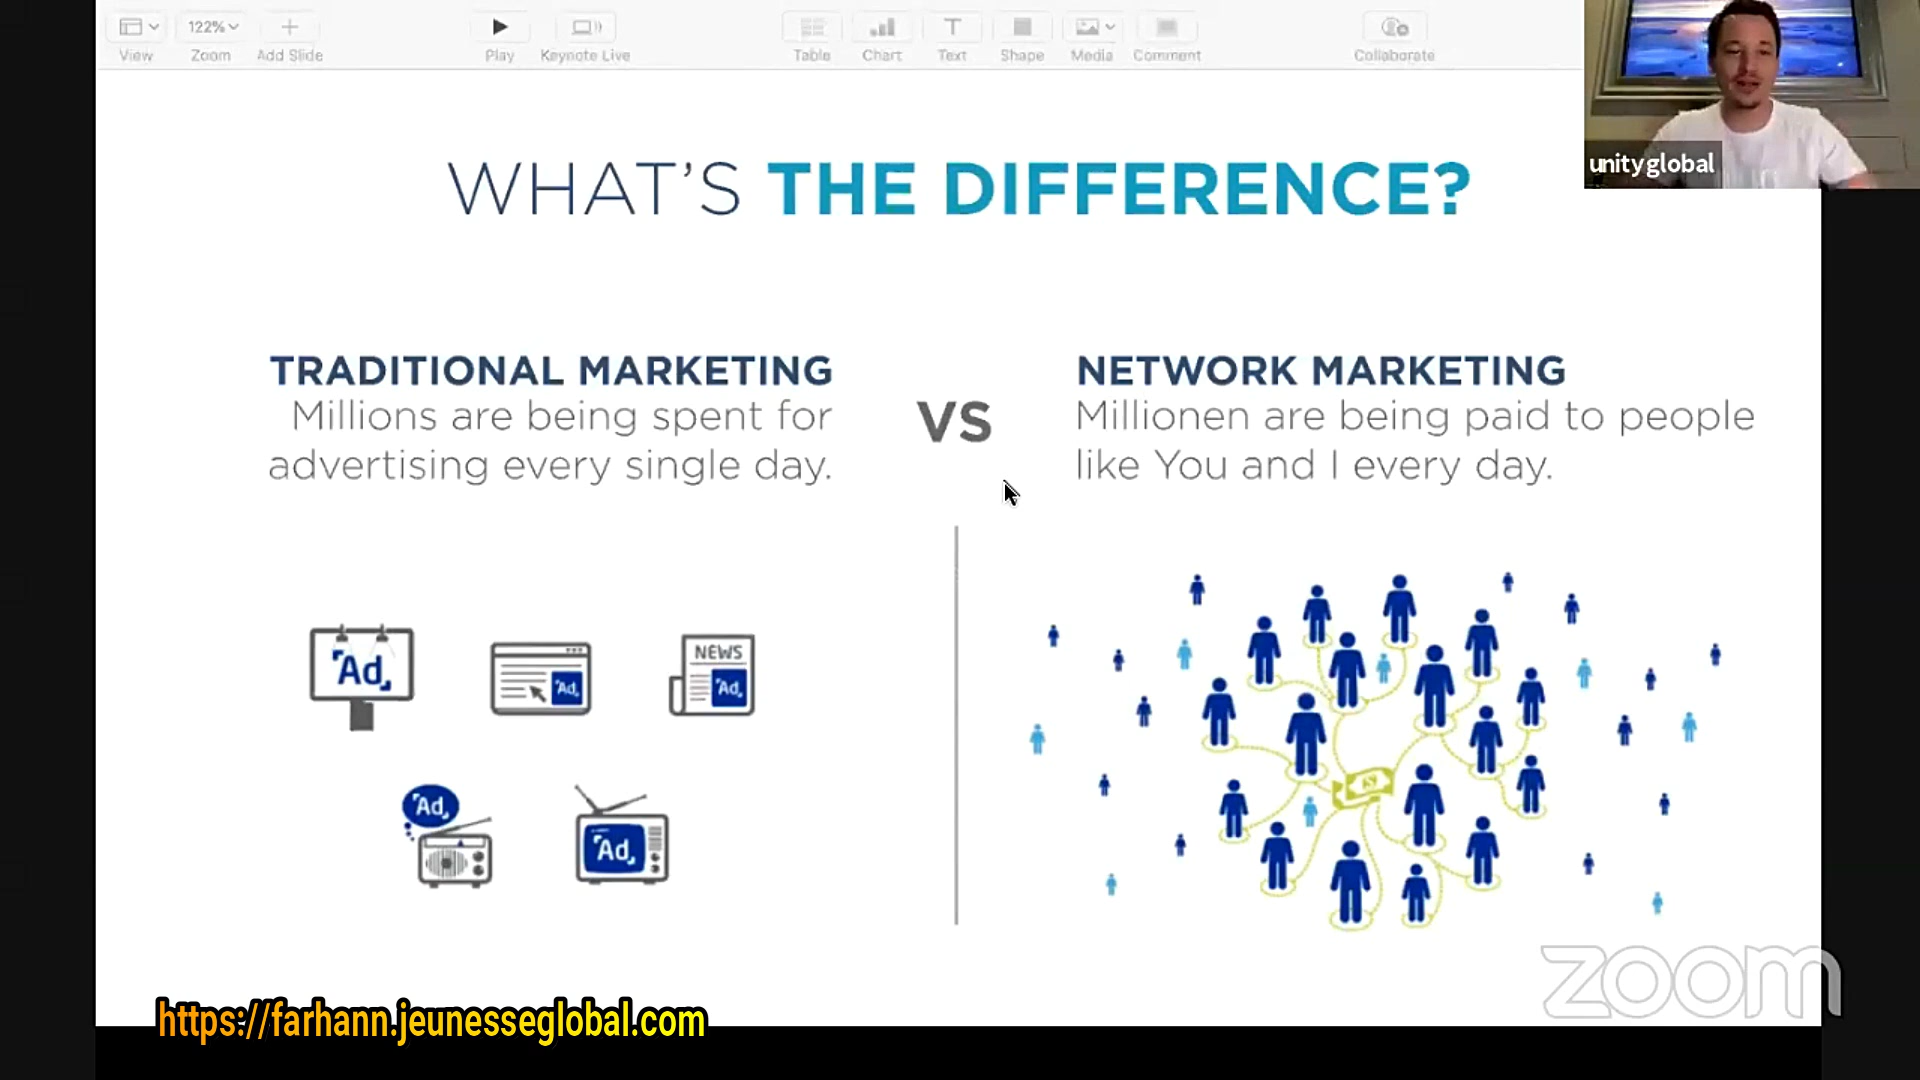 122%
View
Zoom
Add Slide
Play
Keynote Live
Table
Chart
Text
Shape
Media
Comment
Collaborate
unityglobal
WHAT'S THE DIFFERENCE?
TRADITIONAL MARKETING
Millions are being spent for
advertising every single day.
VS
NETWORK MARKETING
Millionen are being paid to people
like You and I every day.
Ad
Ad
NEWS
Ad
Ad
Ad
zoom
https://farhann.jeunesseglobal.com